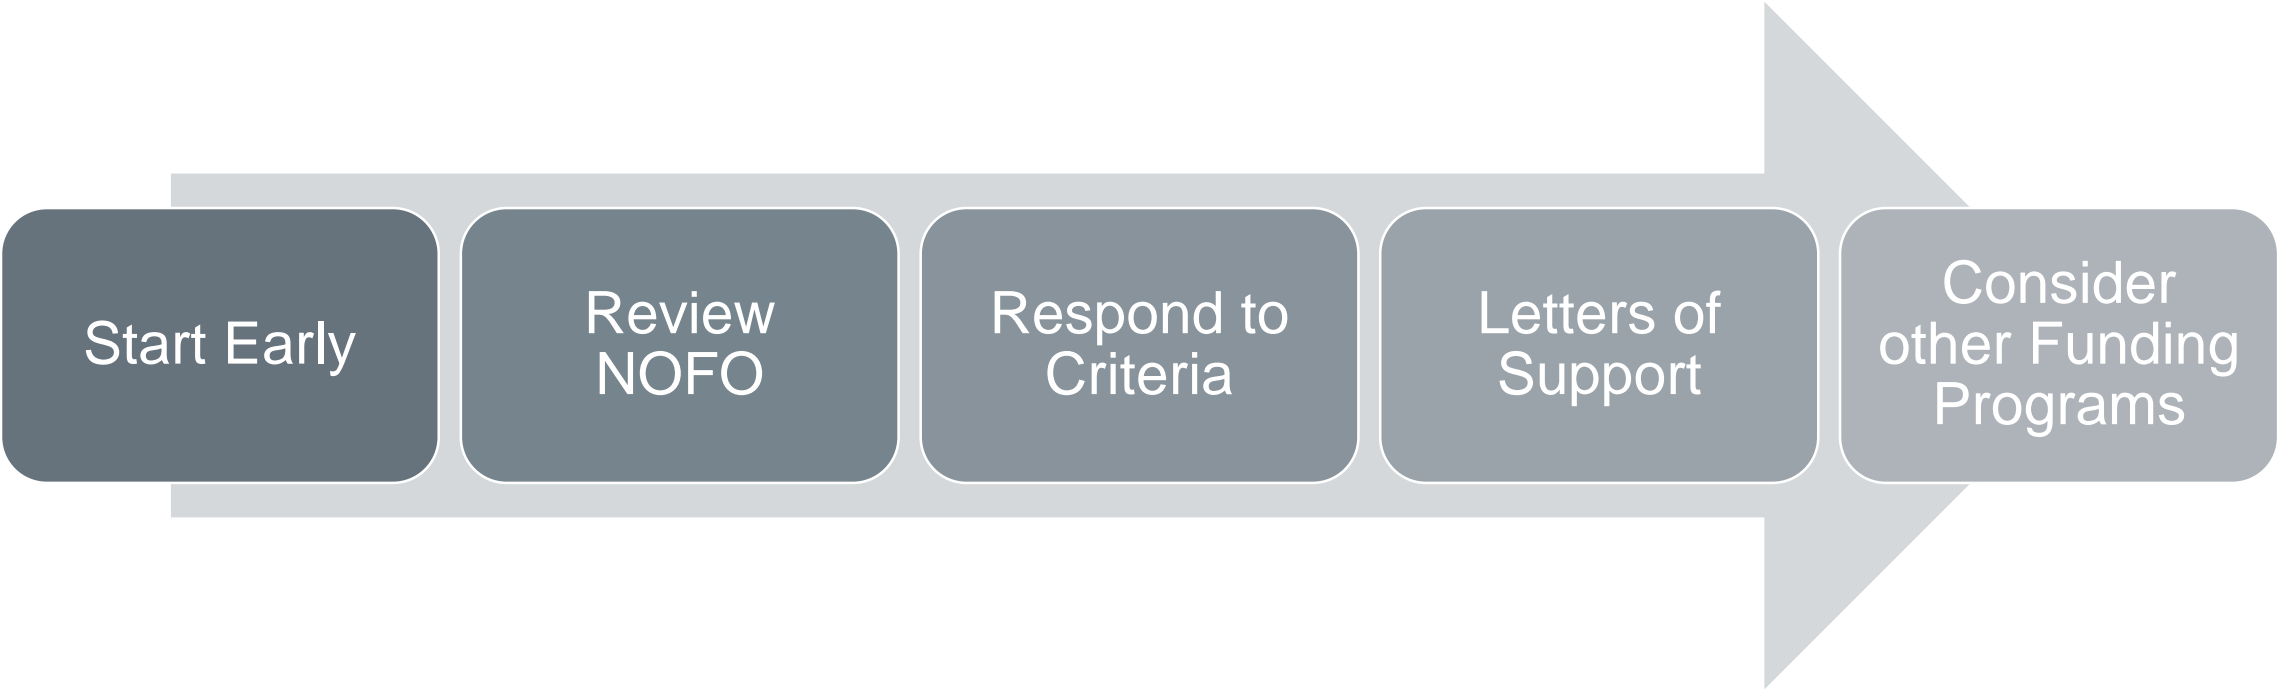 Start Early
Review
NOFO
Respond to
Criteria
Letters of
Support
Consider
other Funding
Programs